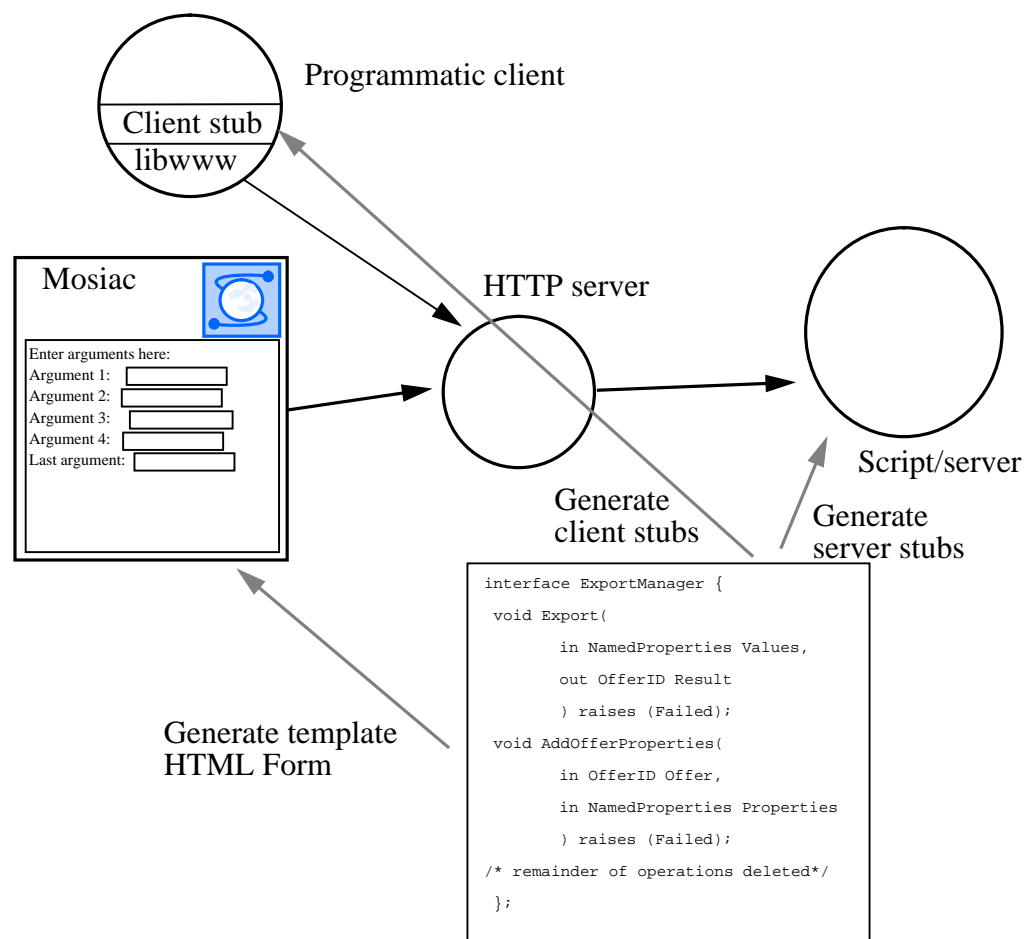 Programmatic client
Client stub
libwww
Mosiac
HTTP server
Enter arguments here:
Argument 1:
Argument 2:
Argument 3:
Argument 4:
Last argument:
Script/server
Generate
client stubs
Generate
server stubs
interface ExportManager {
void Export(
in NamedProperties Values,
out OfferID Result
) raises (Failed);
void AddOfferProperties(
in OfferID Offer,
in NamedProperties Properties
) raises (Failed);
/* remainder of operations deleted*/
};
Generate template
HTML Form